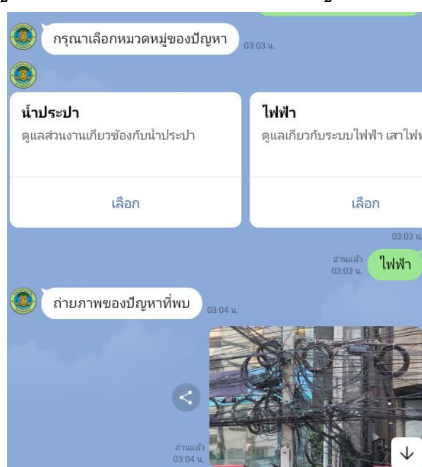 กรุณาเลือกหมวดหมู่ของปัญหา
03:03 น.
น้ำประปา
ดูแลส่วนงานเกี่ยวข้องกับน้ำประปา
เลือก
ไฟฟ้า
ดูแลเกี่ยวกับระบบไฟฟ้า
เลือก
03:03 น
อ่านแล้ว
03:03 น.
ไฟฟ้า
ถ่ายภาพของปัญหาที่พบ
03:04 น.
อ่านแล้ว
03:04 น.